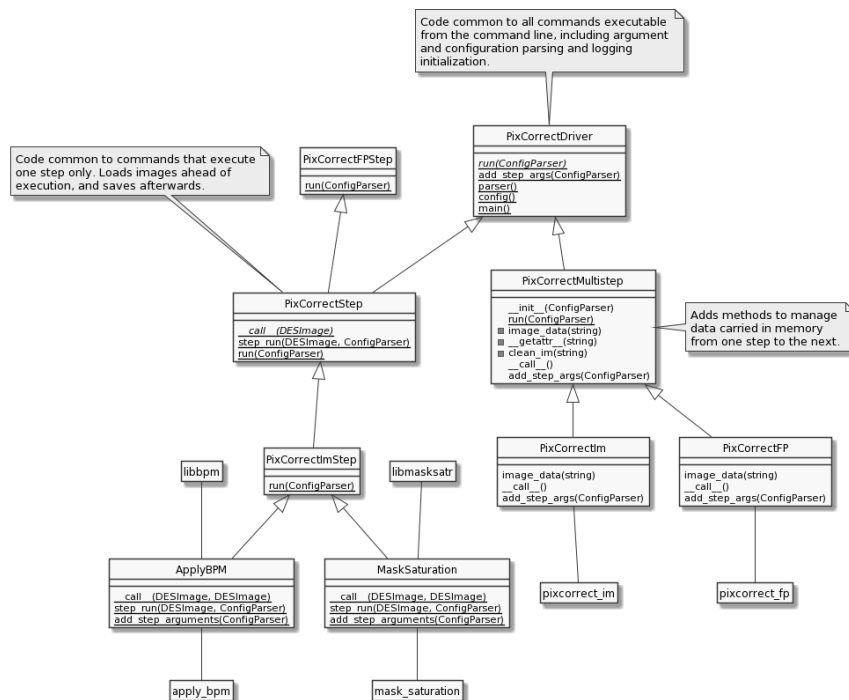 Code common to all commands executable
from the command line, including argument
and configuration parsing and logging
initialization.
PixCorrectDriver
run(ConfigParser)
add_step_args(ConfigParser)
parser()
config()
main()
Code common to commands that execute
one step only. Loads images ahead of
execution, and saves afterwards.
PixCorrectFPStep
run(ConfigParser)
PixCorrectStep
__call__(DESImage)
step_run(DESImage, ConfigParser)
run(ConfigParser)
PixCorrectMultistep
__init__(ConfigParser)
run(ConfigParser)
image_data(string)
__getattr__(string)
clean_im(string)
__call__()
add_step_args(ConfigParser)
Adds methods to manage
data carried in memory
from one step to the next.
PixCorrectImStep
run(ConfigParser)
PixCorrectIm
image_data(string)
__call__()
add_step_args(ConfigParser)
PixCorrectFP
image_data(string)
__call__()
add_step_args(ConfigParser)
libbpm
libmasksatr
ApplyBPM
__call__(DESImage, DESImage)
step_run(DESImage, ConfigParser)
add_step_arguments(ConfigParser)
MaskSaturation
__call__(DESImage, DESImage)
step_run(DESImage, ConfigParser)
add_step_arguments(ConfigParser)
pixcorrect_im
pixcorrect_fp
apply_bpm
mask_saturation